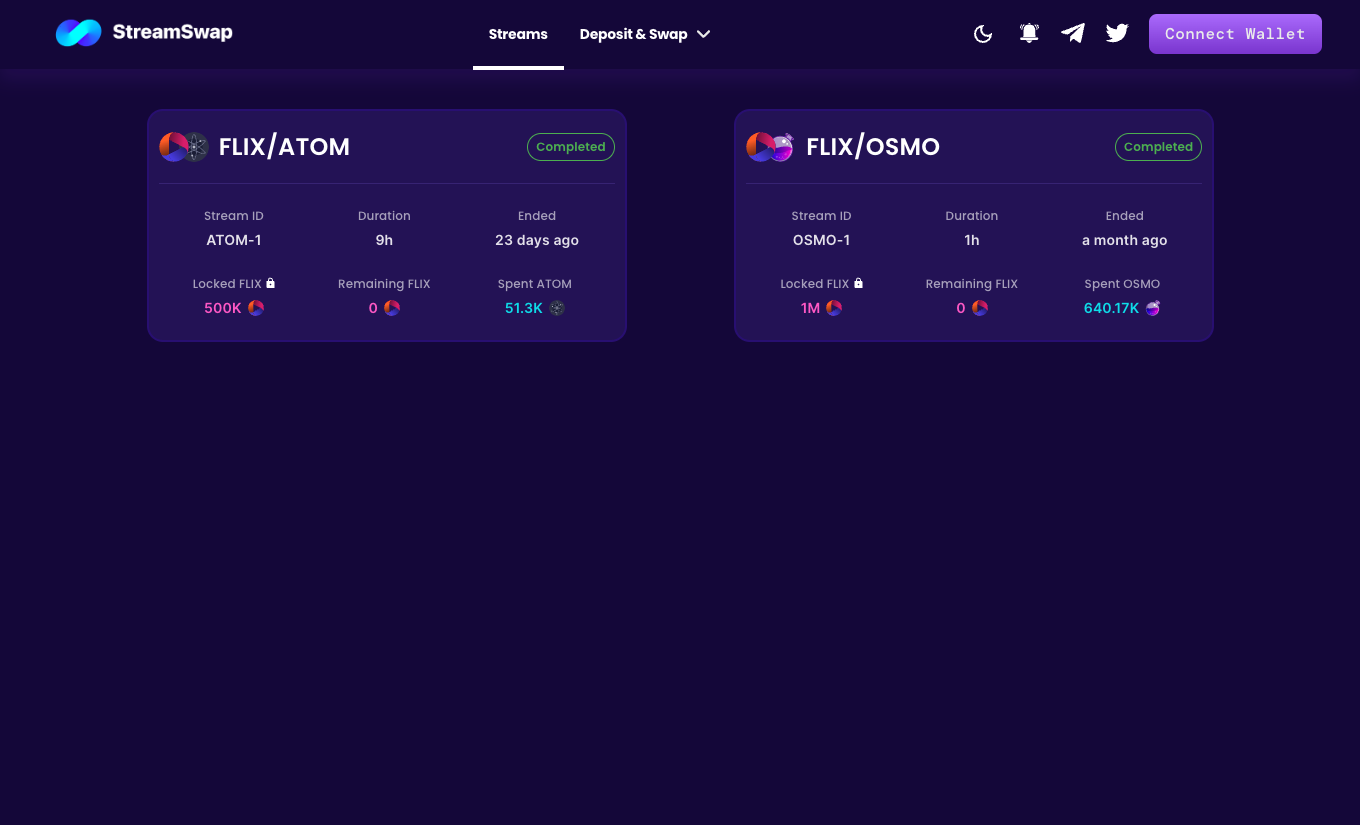 StreamSwap
Streams
Deposit & Swap
Connect Wallet
FLIX/ATOM
Completed
Stream ID
Duration
Ended
ATOM-1
9h
23 days ago
Locked FLIX
Remaining FLIX
Spent ATOM
500K
0
51.3K
FLIX/OSMO
Completed
Stream ID
Duration
Ended
OSMO-1
1h
a month ago
Locked FLIX
Remaining FLIX
Spent OSMO
1M
0
640.17K